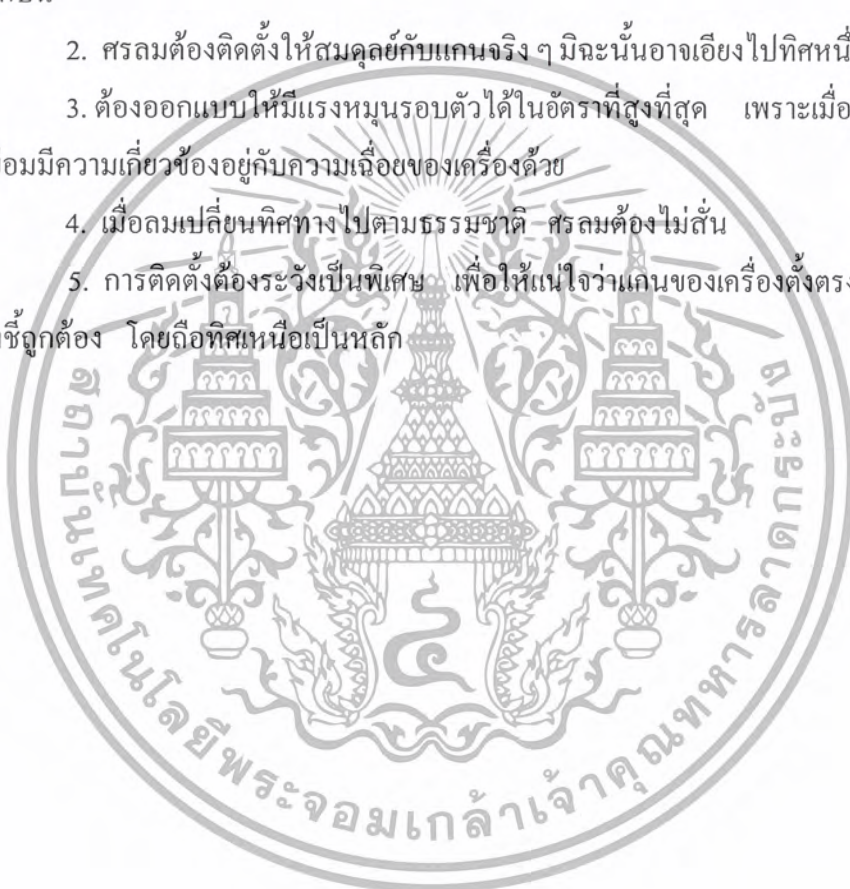 2. ศรลมต้องติดตั้งให้สมดุลย์กับแกนจริง ๆ มิฉะนั้นอาจเอียงไปทิศหนึ่
3. ต้องออกแบบให้มีแรงหมุนรอบตัวได้ในอัตราที่สูงที่สุด เพราะเมื่อ
อมมีความเกี่ยวข้องอยู่กับความเฉื่อยของเครื่องด้วย
4. เมื่อลมเปลี่ยนทิศทางไปตามธรรมชาติ ศรลมต้องไม่สั่น
5. การติดตั้งต้องระวังเป็นพิเศษ เพื่อให้แน่ใจว่าแกนของเครื่องตั้งตรง
ชี้ถูกต้อง โดยถือทิศเหนือเป็นหลัก
สถาบันเทคโนโลยีพระจอมเกล้าเจ้าคุณทหารลาดกระบัง